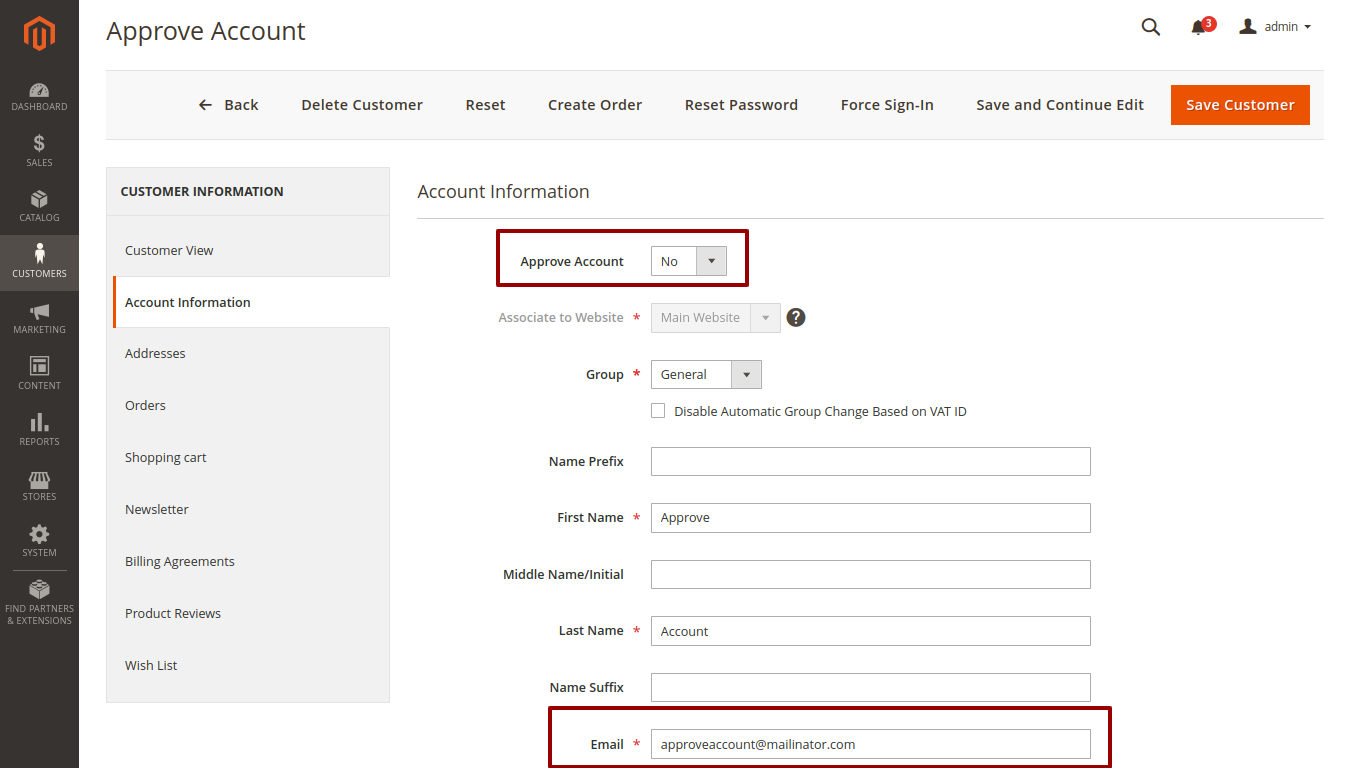 Approve Account
3
admin
DASHBOARD
SALES
CATALOG
CUSTOMERS
MARKETING
CONTENT
REPORTS
STORES
SYSTEM
FIND PARTNERS
& EXTENSIONS
Back Delete Customer Reset Create Order Reset Password Force Sign-In Save and Continue Edit Save Customer
CUSTOMER INFORMATION
Customer View
Account Information
Addresses
Orders
Shopping cart
Newsletter
Billing Agreements
Product Reviews
Wish List
Account Information
Approve Account No
Associate to Website * Main Website ?
Group * General
Disable Automatic Group Change Based on VAT ID
Name Prefix
First Name * Approve
Middle Name/Initial
Last Name * Account
Name Suffix
Email * approveaccount@mailinator.com